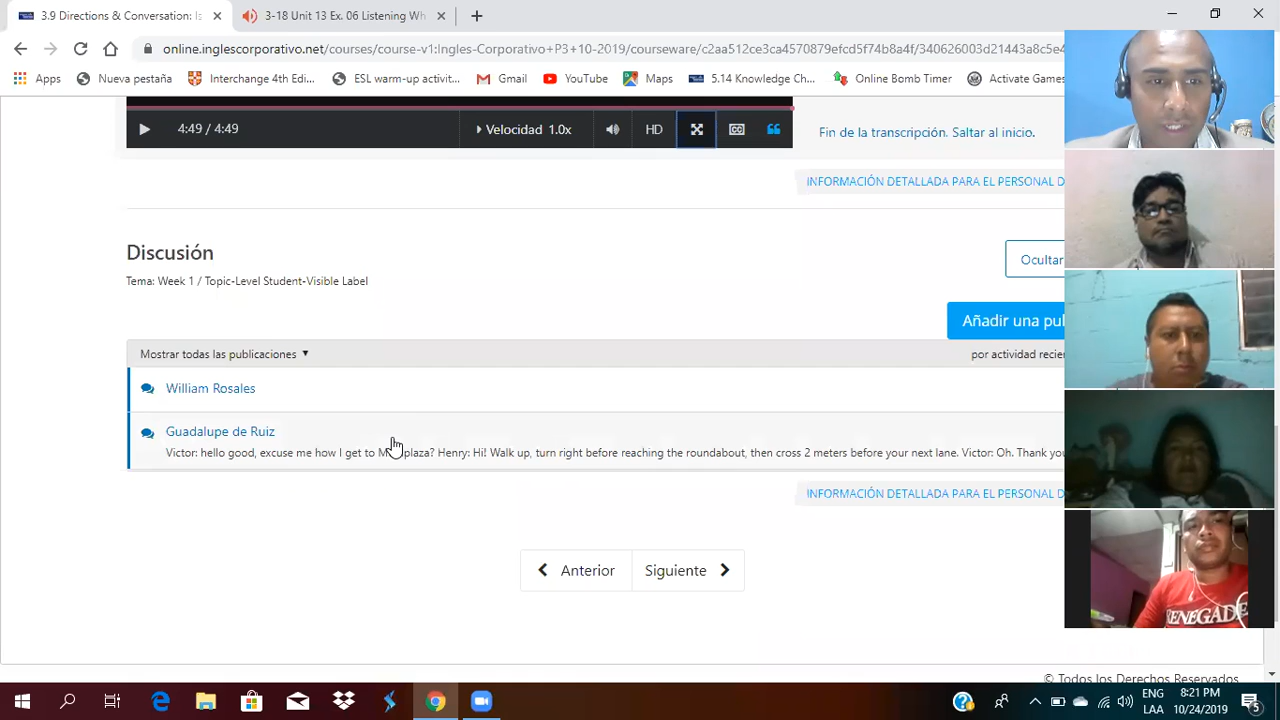 3.9 Directions & Conversation: Is
3-18 Unit 13 Ex. 06 Listening Wh
online.inglescorporativo.net/courses/course-v1:Ingles-Corporativo+P3+10-2019/courseware/c2aa512ce3ca4570879efcd5f74b8a4f/340626003d21443a8c5e4
Apps
Nueva pestaña
Interchange 4th Edi...
ESL warm-up activit...
Gmail
YouTube
Maps
5.14 Knowledge Ch...
Online Bomb Timer
Activate Games
4:49 / 4:49
Velocidad 1.0x
HD
Fin de la transcripción. Saltar al inicio.
INFORMACIÓN DETALLADA PARA EL PERSONAL D
Discusión
Ocultar
Tema: Week 1 / Topic-Level Student-Visible Label
Añadir una pul
Mostrar todas las publicaciones
por actividad recien
William Rosales
Guadalupe de Ruiz
Victor: hello good, excuse me how I get to M plaza? Henry: Hi! Walk up, turn right before reaching the roundabout, then cross 2 meters before your next lane. Victor: Oh. Thank you
INFORMACIÓN DETALLADA PARA EL PERSONAL D
Anterior
Siguiente
RENEGADE
© Todos los Derechos Reservados
ENG
LAA
8:21 PM
10/24/2019
5